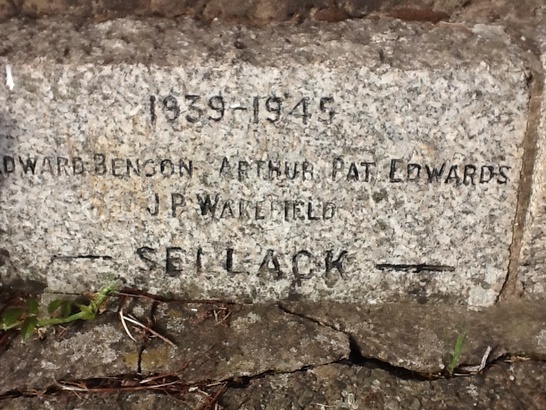 1939-1945
DWARD BENSON ARTHUR PAT EDWARDS
J P WAKEFIELD
— SELLACK —